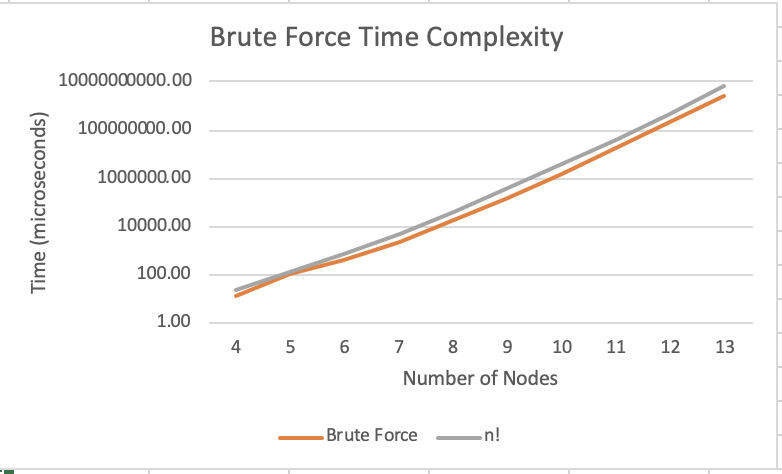 Brute Force Time Complexity
10000000000.00
100000000.00
1000000.00
10000.00
100.00
1.00
Time (microseconds)
4 5 6 7 8 9 10 11 12 13
Number of Nodes
Brute Force n!